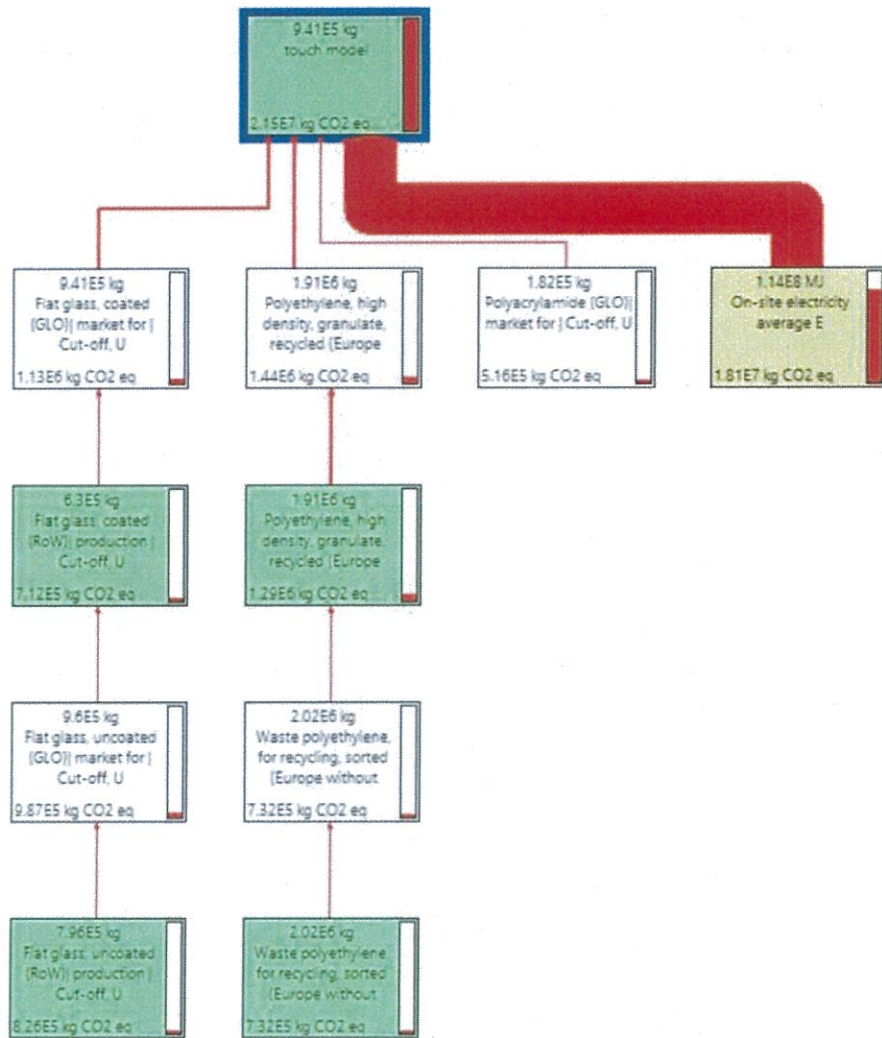 9.41E5 kg
touch model
2.15E7 kg CO2 eq
9.41E5 kg
Flat glass, coated
{GLO}| market for |
Cut-off, U
1.13E6 kg CO2 eq
1.91E6 kg
Polyethylene, high
density, granulate,
recycled {Europe
1.44E6 kg CO2 eq
1.82E5 kg
Polyacrylamide {GLO}|
market for | Cut-off, U
5.16E5 kg CO2 eq
1.14E8 MJ
On-site electricity
average E
1.81E7 kg CO2 eq
6.3E5 kg
Flat glass, coated
{RoW}| production |
Cut-off, U
7.12E5 kg CO2 eq
1.91E6 kg
Polyethylene, high
density, granulate,
recycled {Europe
1.29E6 kg CO2 eq
9.6E5 kg
Flat glass, uncoated
{GLO}| market for |
Cut-off, U
9.87E5 kg CO2 eq
2.02E6 kg
Waste polyethylene,
for recycling, sorted
{Europe without
7.32E5 kg CO2 eq
7.96E5 kg
Flat glass, uncoated
{RoW}| production |
Cut-off, U
8.26E5 kg CO2 eq
2.02E6 kg
Waste polyethylene,
for recycling, sorted
{Europe without
7.32E5 kg CO2 eq